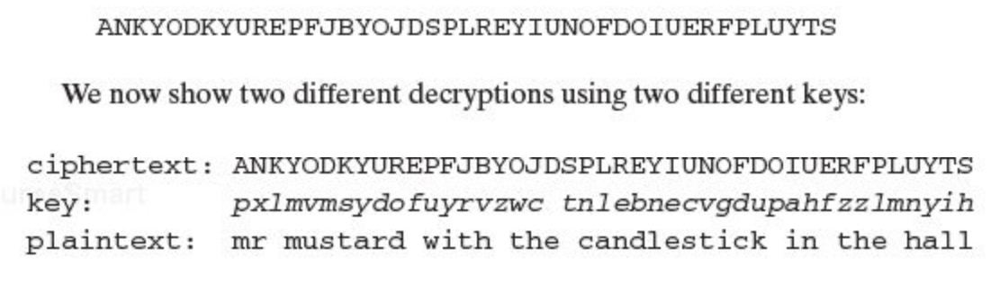 ANKYODKYUREPFJBYOJDSPLREYIUNOFDOIUERFPLUYTS
We now show two different decryptions using two different keys:
ciphertext: ANKYODKYUREPFJBYOJDSPLREYIUNOFDOIUERFPLUYTS
key: pxlmvmsydofuyrvzwc tnlebnecvgdupahfzzlmnyih
plaintext: mr mustard with the candlestick in the hall